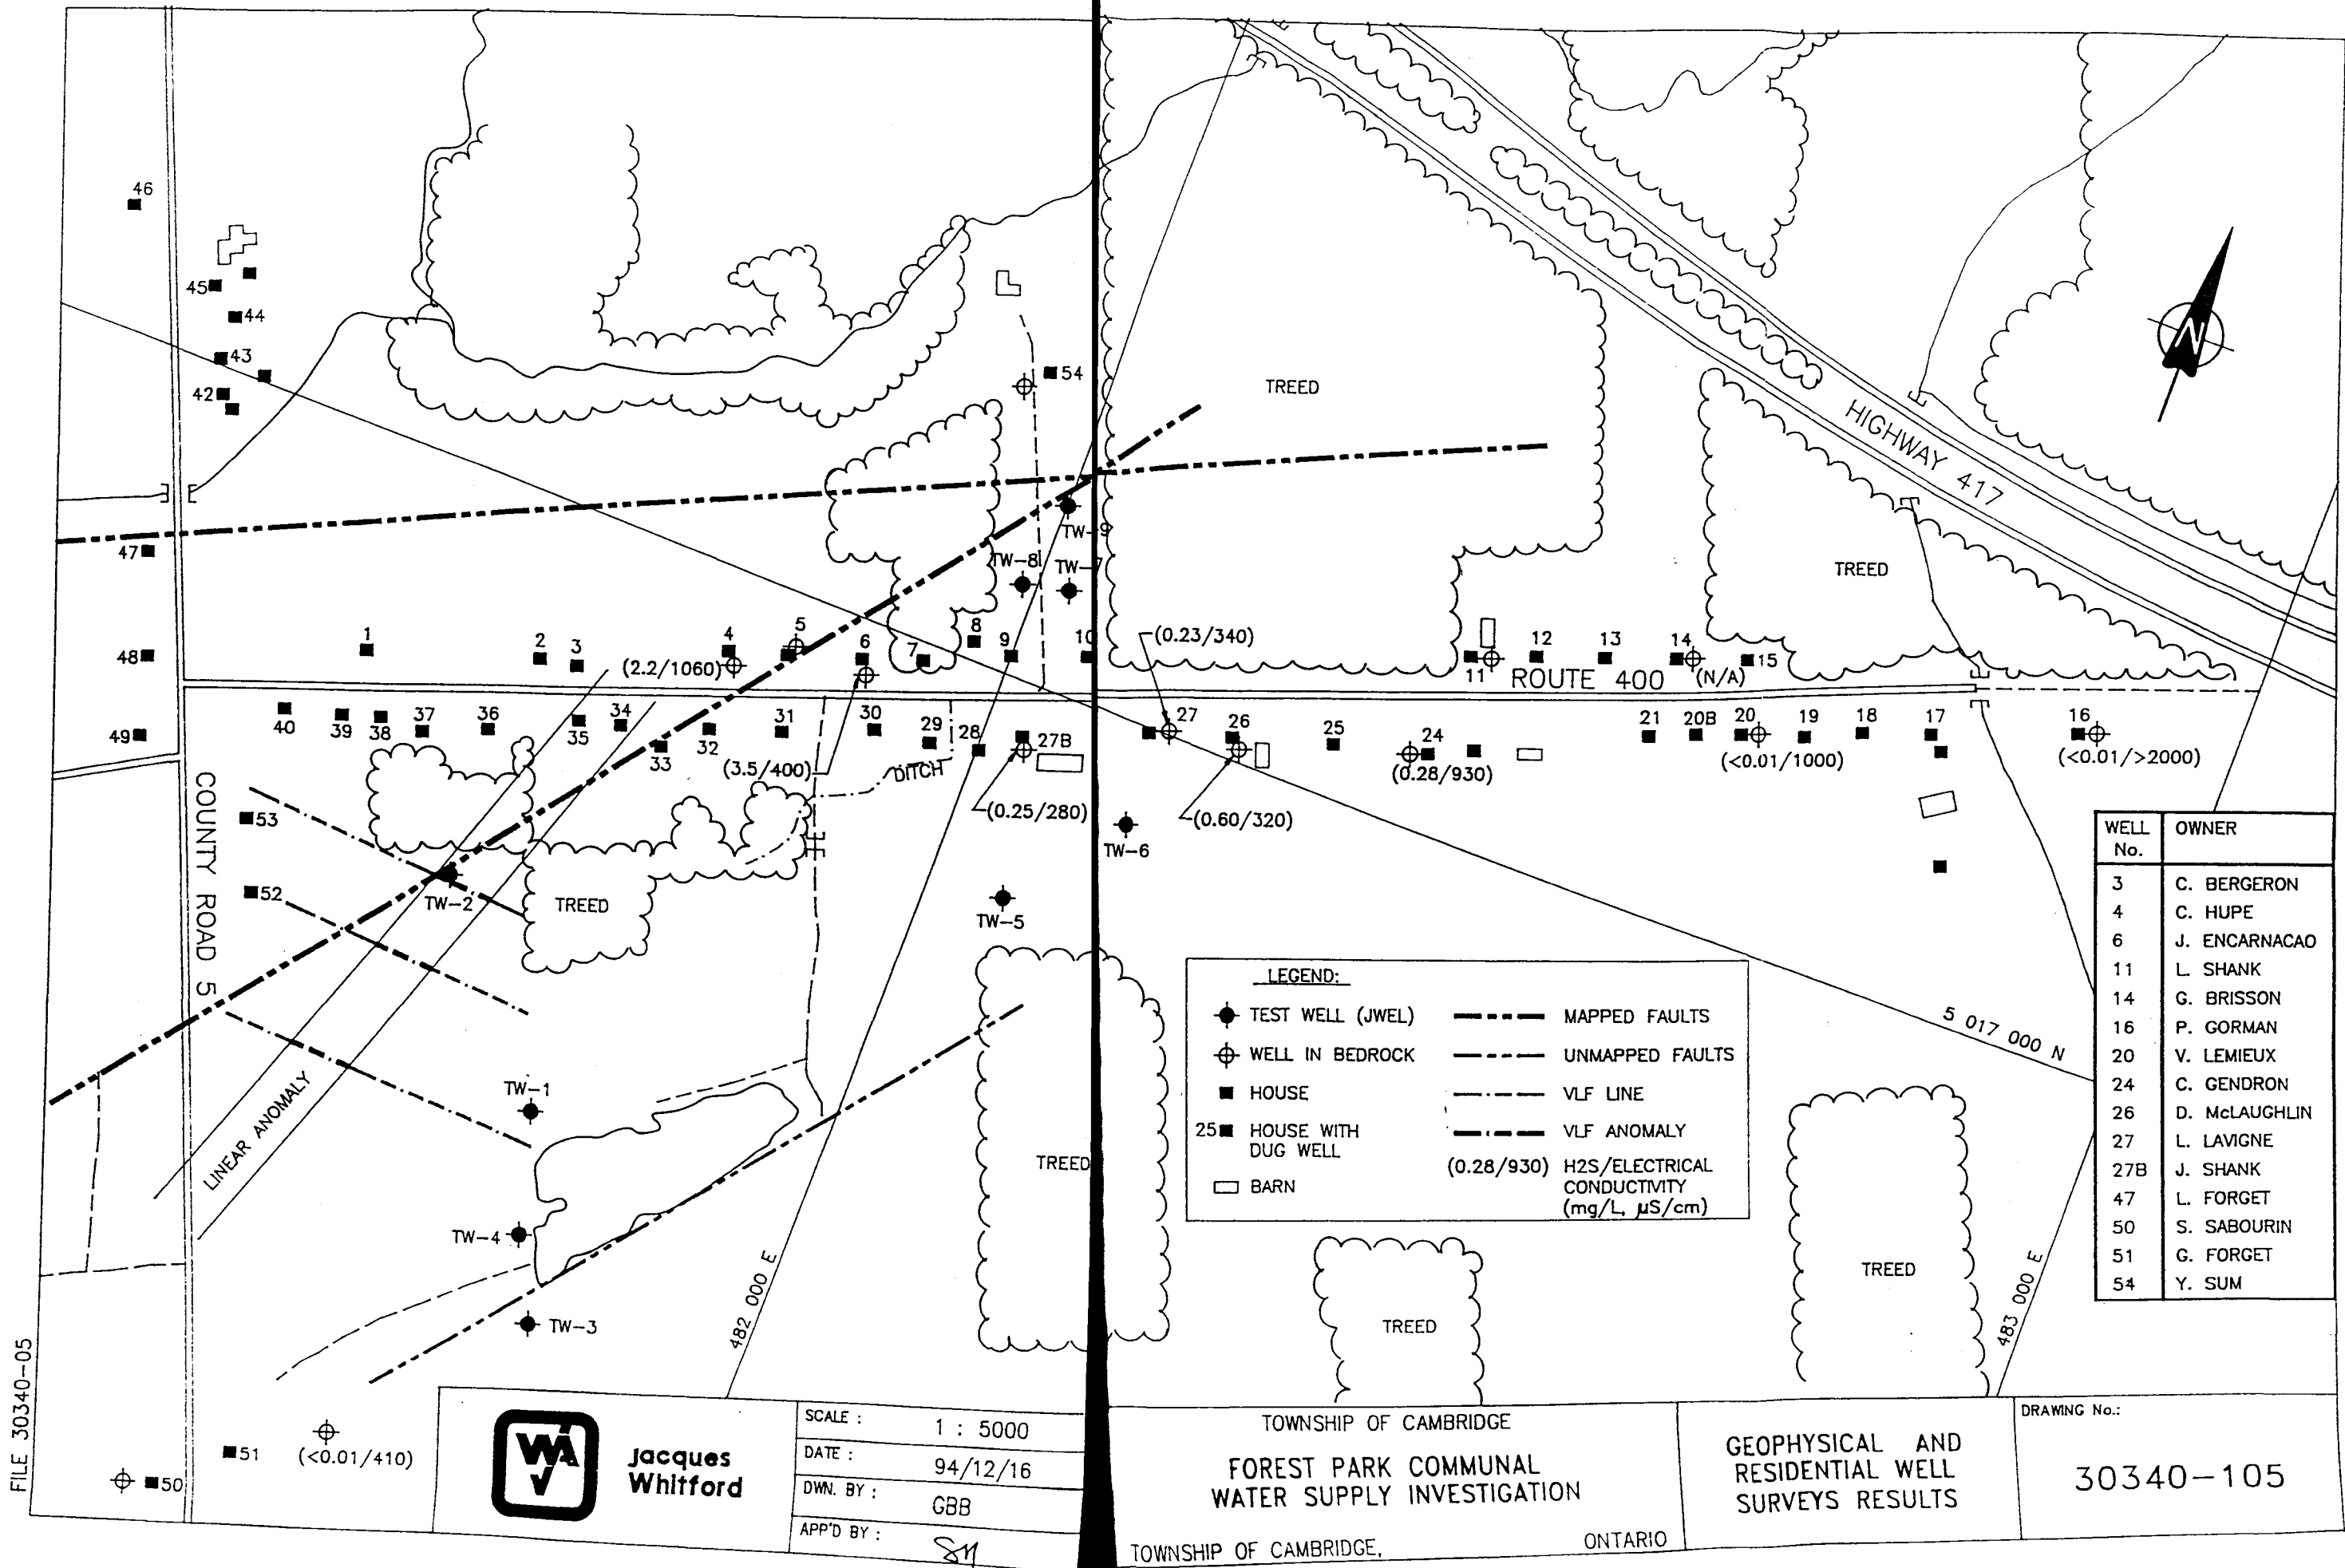 46
45
44
43
42
54
TREED
HIGHWAY 417
N
47
TW-9
TW-8
TW-7
TREED
48
1
2
3
4
5
6
7
8
9
10
11
12
13
14
15
(2.2/1060)
(0.23/340)
ROUTE 400
(N/A)
49
40
39
38
37
36
35
34
33
32
31
30
29
28
27B
27
26
25
24
21
20B
20
19
18
17
16
(3.5/400)
DITCH
(0.25/280)
(0.60/320)
(0.28/930)
(<0.01/1000)
(<0.01/>2000)
COUNTY ROAD 5
53
52
TW-2
TREED
TW-5
TW-6
WELL No. OWNER
3 C. BERGERON
4 C. HUPE
6 J. ENCARNACAO
11 L. SHANK
14 G. BRISSON
16 P. GORMAN
20 V. LEMIEUX
24 C. GENDRON
26 D. McLAUGHLIN
27 L. LAVIGNE
27B J. SHANK
47 L. FORGET
50 S. SABOURIN
51 G. FORGET
54 Y. SUM
LEGEND:
TEST WELL (JWEL)
WELL IN BEDROCK
HOUSE
25 HOUSE WITH
DUG WELL
BARN
MAPPED FAULTS
UNMAPPED FAULTS
VLF LINE
VLF ANOMALY
(0.28/930) H2S/ELECTRICAL
CONDUCTIVITY
(mg/L, µS/cm)
5 017 000 N
LINEAR ANOMALY
TW-1
TW-4
TW-3
TREED
TREED
TREED
482 000 E
483 000 E
E
51
(<0.01/410)
50
FILE 30340-05
Jacques
Whitford
SCALE : 1 : 5000
DATE : 94/12/16
DWN. BY : GBB
APP'D BY :
TOWNSHIP OF CAMBRIDGE
FOREST PARK COMMUNAL
WATER SUPPLY INVESTIGATION
TOWNSHIP OF CAMBRIDGE, ONTARIO
GEOPHYSICAL AND
RESIDENTIAL WELL
SURVEYS RESULTS
DRAWING No.:
30340-105